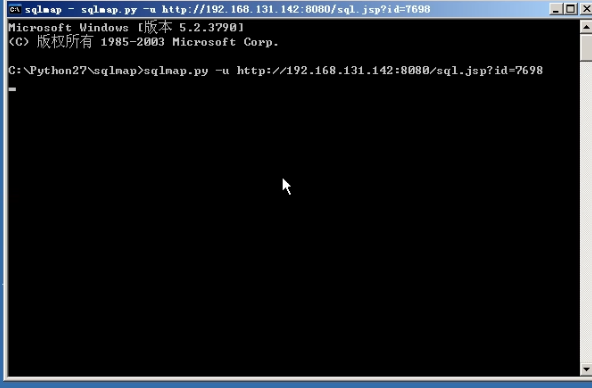 sqlmap - sqlmap.py -u http://192.168.131.142:8080/sql.jsp?id=7698
Microsoft Windows [版本 5.2.3790]
(C) 版权所有 1985-2003 Microsoft Corp.
C:\Python27\sqlmap>sqlmap.py -u http://192.168.131.142:8080/sql.jsp?id=7698